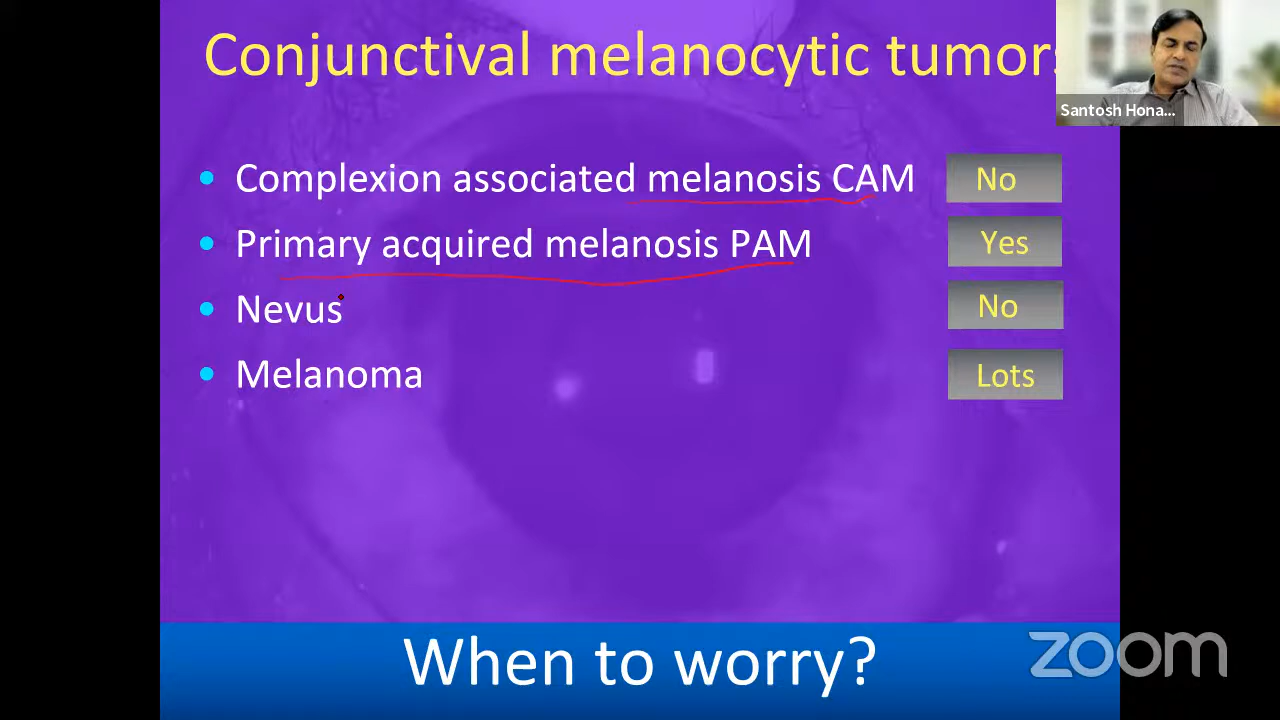 Conjunctival melanocytic tumors
Santosh Hona...
• Complexion associated melanosis CAM No
• Primary acquired melanosis PAM Yes
• Nevus No
• Melanoma Lots
When to worry?
zoom